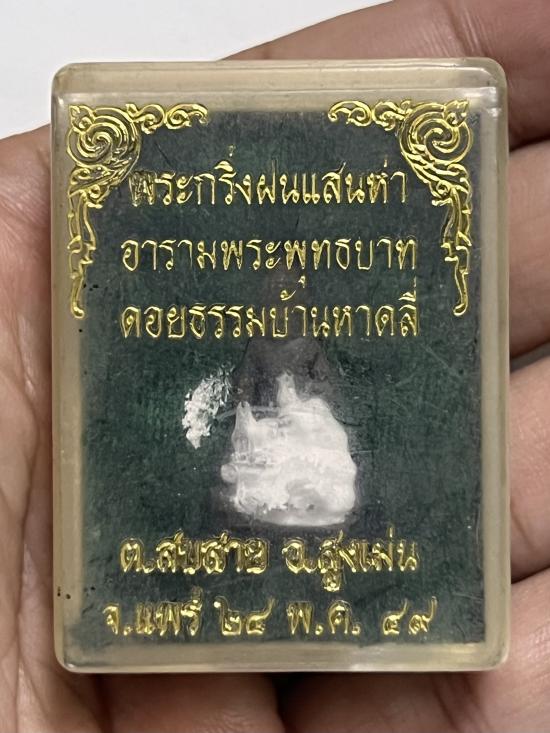 พระกริ่งฝนแสนห่า
อารามพระพุทธบาท
ดอยธรรมบ้านหาดลี่
ต.สบสาย อ.สูงเม่น
จ.แพร่ ๒๔ พ.ค. ๔๙